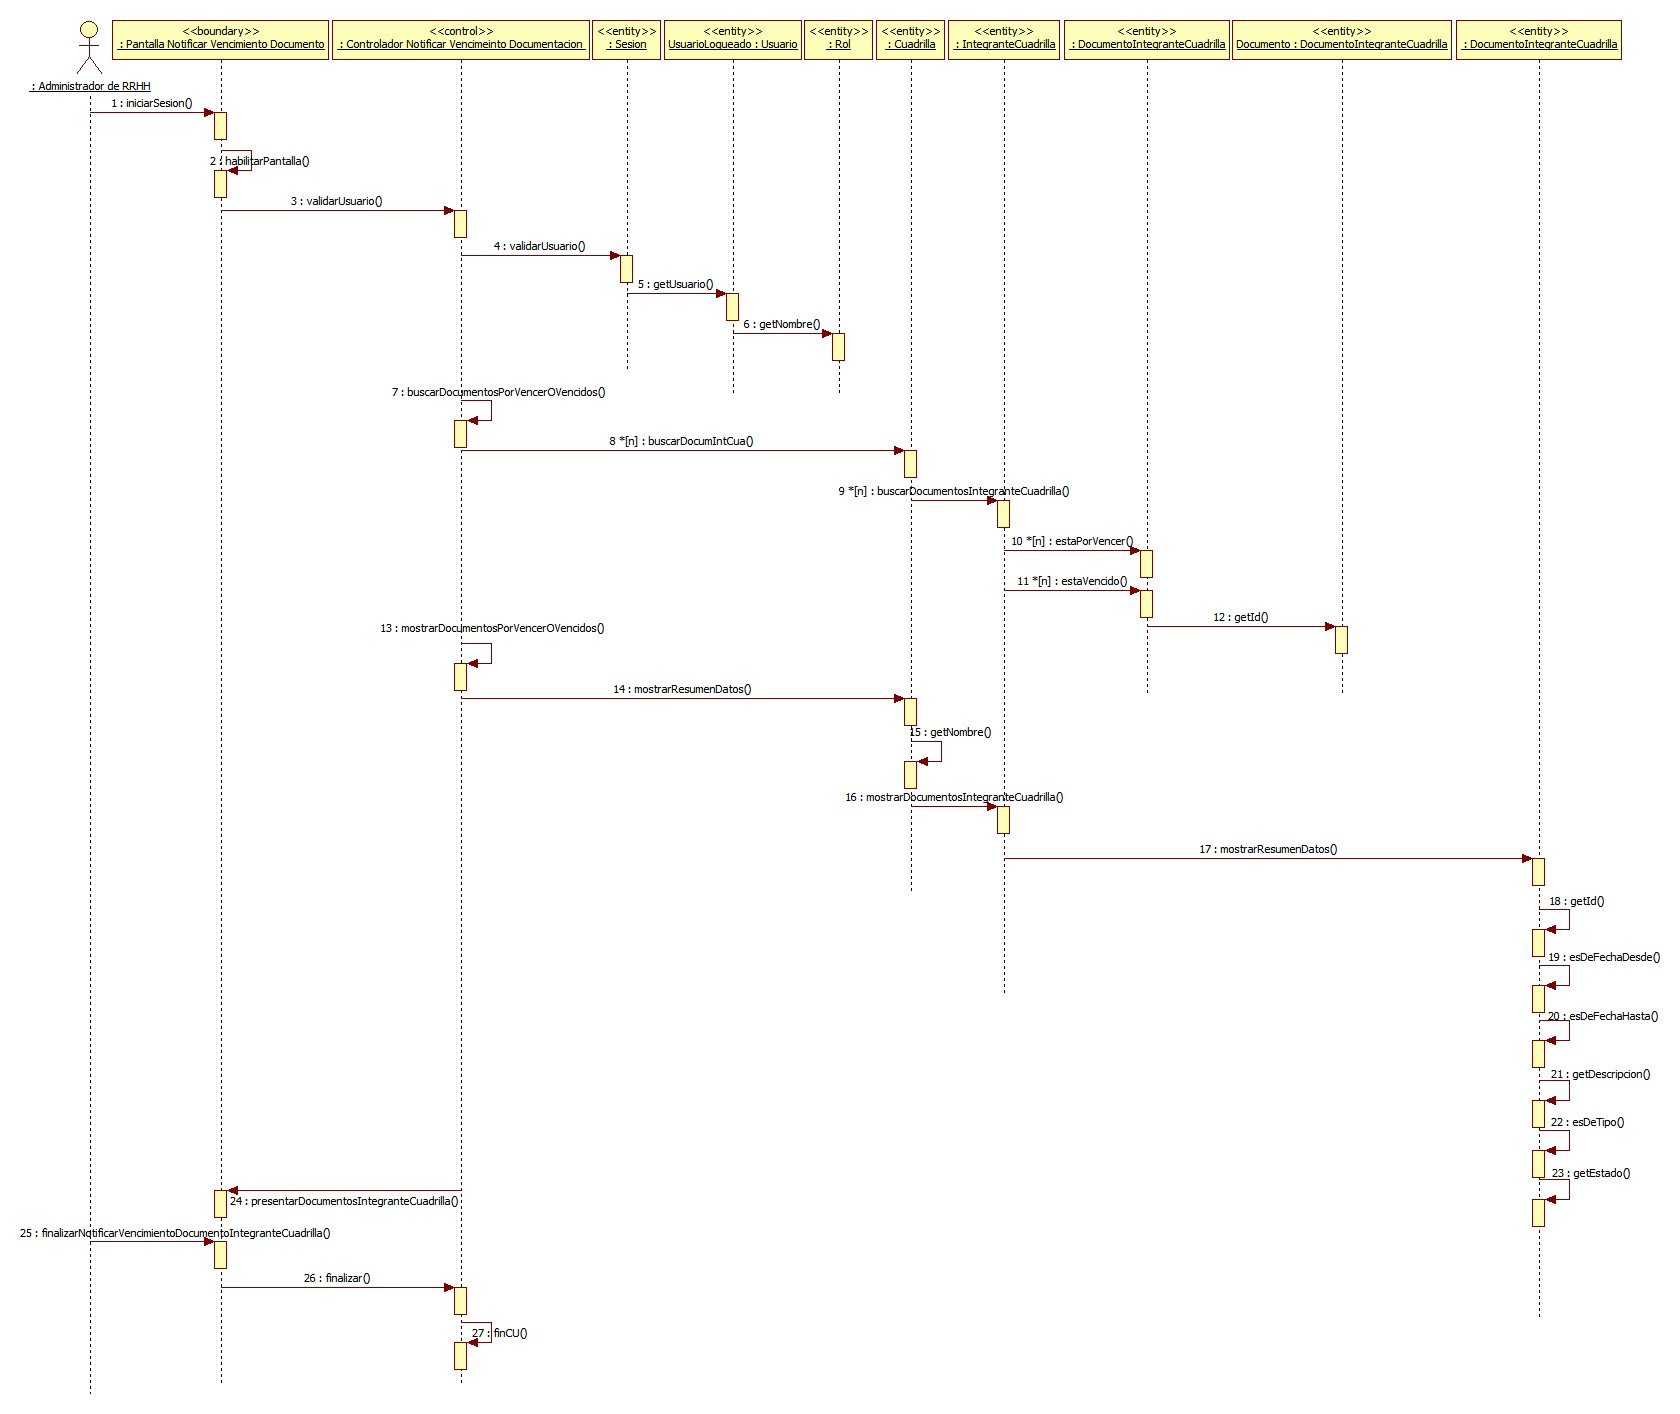 <<boundary>>
: Pantalla Notificar Vencimiento Documento
<<control>>
: Controlador Notificar Vencimeinto Documentacion
<<entity>>
: Sesion
<<entity>>
UsuarioLogueado : Usuario
<<entity>>
: Rol
<<entity>>
: Cuadrilla
<<entity>>
: IntegranteCuadrilla
<<entity>>
: DocumentoIntegranteCuadrilla
<<entity>>
Documento : DocumentoIntegranteCuadrilla
<<entity>>
: DocumentoIntegranteCuadrilla
: Administrador de RRHH
1 : iniciarSesion()
2 : habilitarPantalla()
3 : validarUsuario()
4 : validarUsuario()
5 : getUsuario()
6 : getNombre()
7 : buscarDocumentosPorVencerOVencidos()
8 *[n] : buscarDocumIntCua()
9 *[n] : buscarDocumentosIntegranteCuadrilla()
10 *[n] : estaPorVencer()
11 *[n] : estaVencido()
12 : getId()
13 : mostrarDocumentosPorVencerOVencidos()
14 : mostrarResumenDatos()
15 : getNombre()
16 : mostrarDocumentosIntegranteCuadrilla()
17 : mostrarResumenDatos()
18 : getId()
19 : esDeFechaDesde()
20 : esDeFechaHasta()
21 : getDescripcion()
22 : esDeTipo()
23 : getEstado()
24 : presentarDocumentosIntegranteCuadrilla()
25 : finalizarNotificarVencimientoDocumentoIntegranteCuadrilla()
26 : finalizar()
27 : finCU()